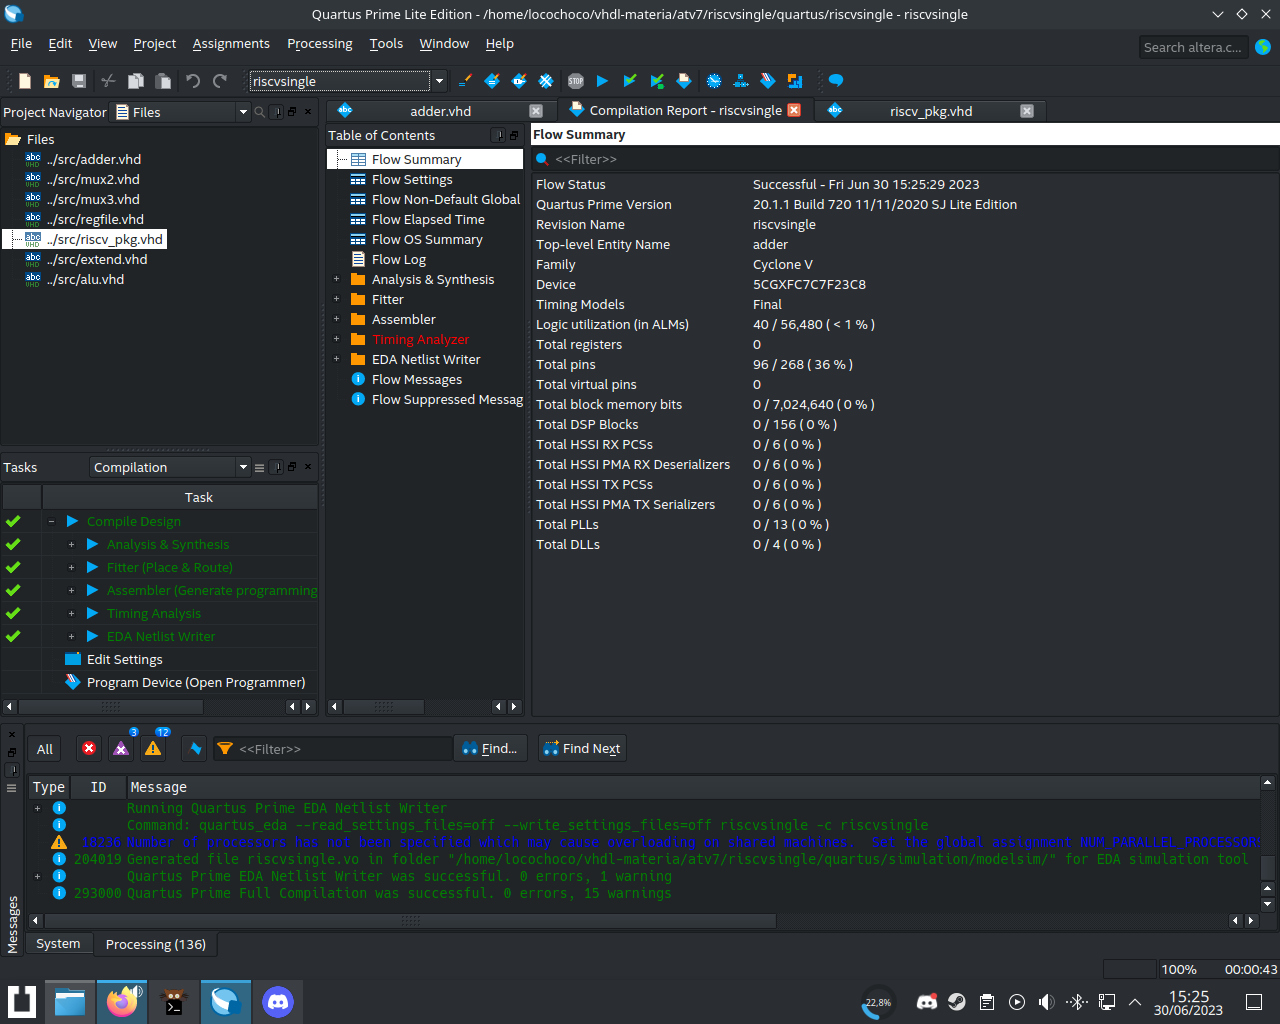 Quartus Prime Lite Edition - /home/locochoco/vhdl-materia/atv7/riscvsingle/quartus/riscvsingle - riscvsingle
File Edit View Project Assignments Processing Tools Window Help
Search altera.c...
riscvsingle
Project Navigator Files
Files
../src/adder.vhd
../src/mux2.vhd
../src/mux3.vhd
../src/regfile.vhd
../src/riscv_pkg.vhd
../src/extend.vhd
../src/alu.vhd
Tasks Compilation
Task
Compile Design
Analysis & Synthesis
Fitter (Place & Route)
Assembler (Generate programming
Timing Analysis
EDA Netlist Writer
Edit Settings
Program Device (Open Programmer)
adder.vhd Compilation Report - riscvsingle riscv_pkg.vhd
Table of Contents
Flow Summary
Flow Settings
Flow Non-Default Global
Flow Elapsed Time
Flow OS Summary
Flow Log
Analysis & Synthesis
Fitter
Assembler
Timing Analyzer
EDA Netlist Writer
Flow Messages
Flow Suppressed Messag
Flow Summary
<<Filter>>
Flow Status Successful - Fri Jun 30 15:25:29 2023
Quartus Prime Version 20.1.1 Build 720 11/11/2020 SJ Lite Edition
Revision Name riscvsingle
Top-level Entity Name adder
Family Cyclone V
Device 5CGXFC7C7F23C8
Timing Models Final
Logic utilization (in ALMs) 40 / 56,480 ( < 1 % )
Total registers 0
Total pins 96 / 268 ( 36 % )
Total virtual pins 0
Total block memory bits 0 / 7,024,640 ( 0 % )
Total DSP Blocks 0 / 156 ( 0 % )
Total HSSI RX PCSs 0 / 6 ( 0 % )
Total HSSI PMA RX Deserializers 0 / 6 ( 0 % )
Total HSSI TX PCSs 0 / 6 ( 0 % )
Total HSSI PMA TX Serializers 0 / 6 ( 0 % )
Total PLLs 0 / 13 ( 0 % )
Total DLLs 0 / 4 ( 0 % )
All 3 12 <<Filter>> Find... Find Next
Type ID Message
Running Quartus Prime EDA Netlist Writer
Command: quartus_eda --read_settings_files=off --write_settings_files=off riscvsingle -c riscvsingle
18236 Number of processors has not been specified which may cause overloading on shared machines. Set the global assignment NUM_PARALLEL_PROCESSORS
204019 Generated file riscvsingle.vo in folder "/home/locochoco/vhdl-materia/atv7/riscvsingle/quartus/simulation/modelsim/" for EDA simulation tool
Quartus Prime EDA Netlist Writer was successful. 0 errors, 1 warning
293000 Quartus Prime Full Compilation was successful. 0 errors, 15 warnings
Messages
System Processing (136)
100% 00:00:43
22,8%
15:25
30/06/2023